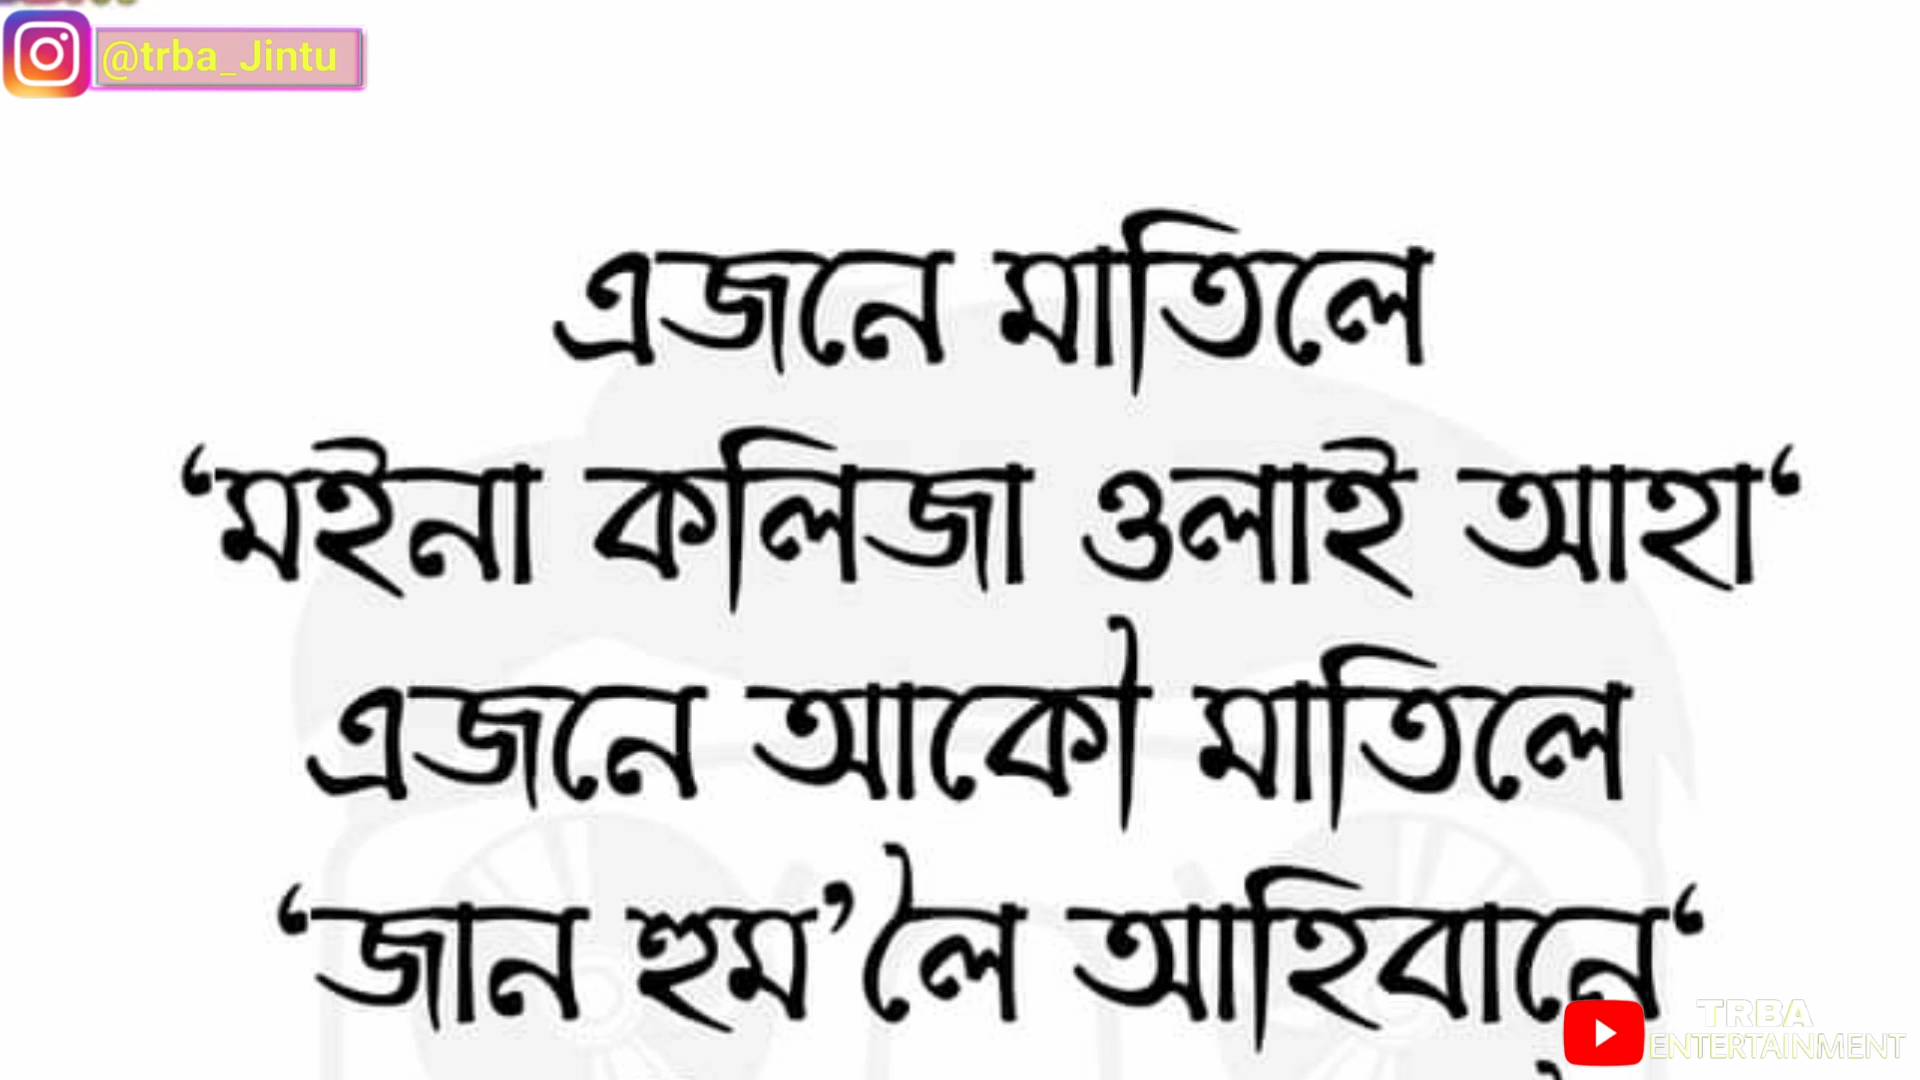 @trba_Jintu
এজনে মাতিলে
‘মইনা কলিজা ওলাই আহা‘
এজনে আকৌ মাতিলে
‘জান হুম’লৈ আহিবানে‘
TRBA
ENTERTAINMENT